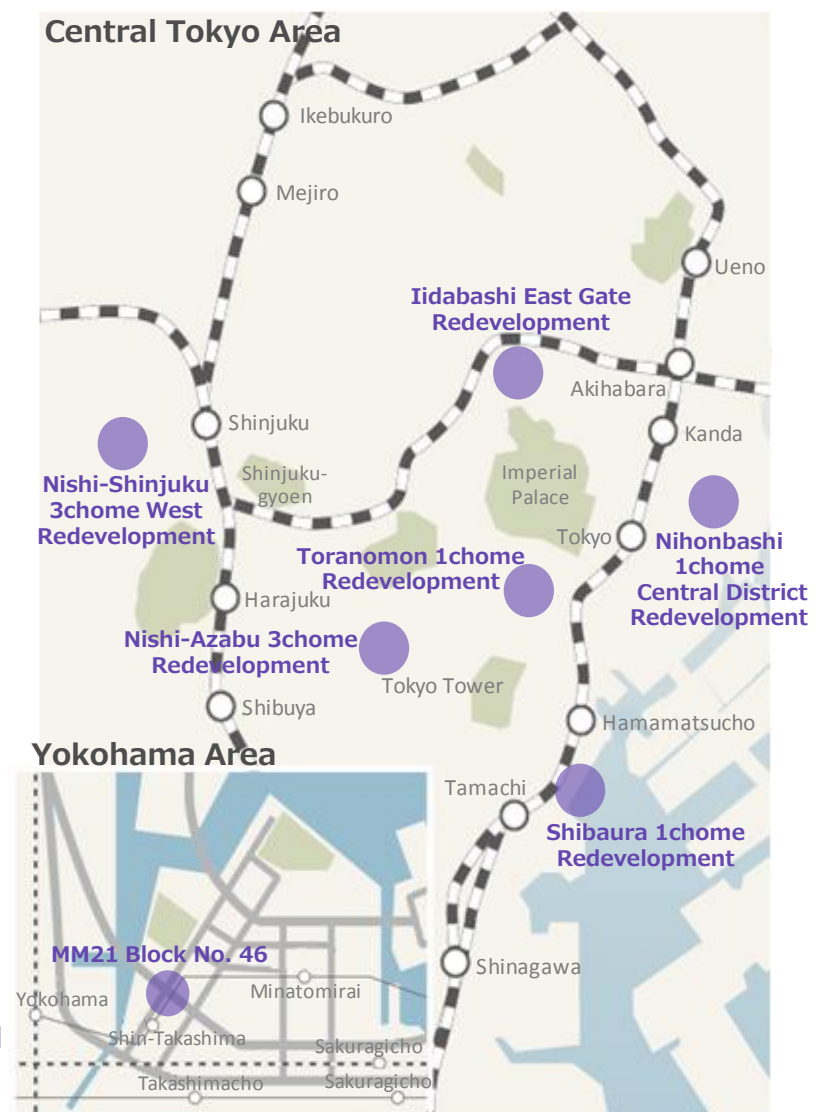 Central Tokyo Area
Ikebukuro
Mejiro
Ueno
Iidabashi East Gate
Redevelopment
Akihabara
Shinjuku
Kanda
Shinjuku-
gyoen
Imperial
Palace
Nishi-Shinjuku
3chome West
Redevelopment
Tokyo
Nihonbashi
1chome
Central District
Redevelopment
Toranomon 1chome
Redevelopment
Harajuku
Nishi-Azabu 3chome
Redevelopment
Tokyo Tower
Shibuya
Hamamatsucho
Yokohama Area
Tamachi
Shibaura 1chome
Redevelopment
MM21 Block No. 46
Shinagawa
Minatomirai
Yokohama
Shin-Takashima
Sakuragicho
Takashimacho
Sakuragicho